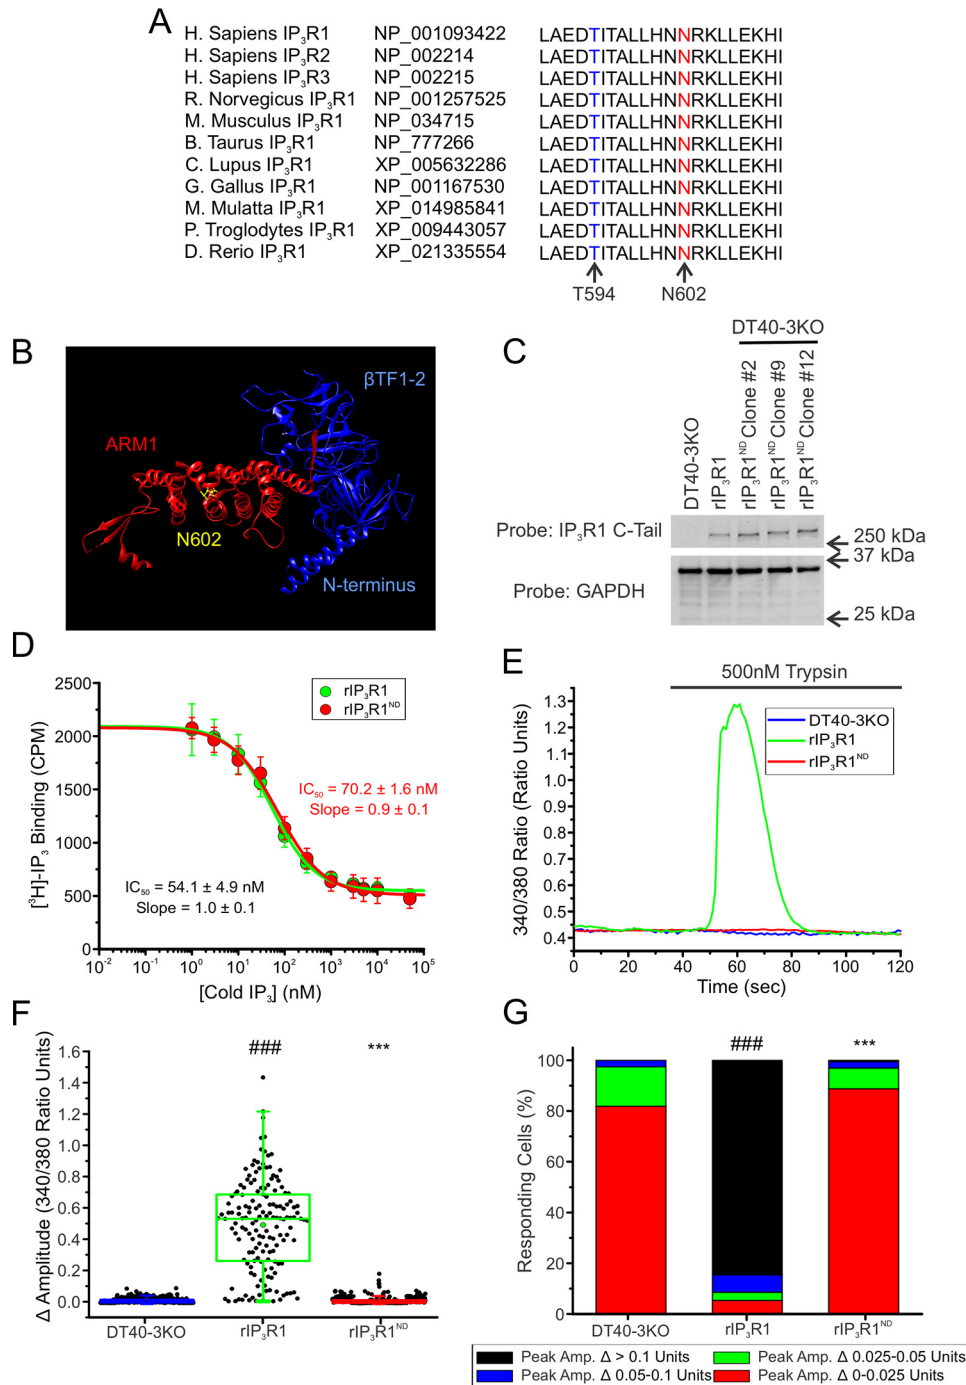 A
H. Sapiens IP₃R1 NP_001093422 LAEDTITALLHNNRKLLEKHI
H. Sapiens IP₃R2 NP_002214 LAEDTITALLHNNRKLLEKHI
H. Sapiens IP₃R3 NP_002215 LAEDTITALLHNNRKLLEKHI
R. Norvegicus IP₃R1 NP_001257525 LAEDTITALLHNNRKLLEKHI
M. Musculus IP₃R1 NP_034715 LAEDTITALLHNNRKLLEKHI
B. Taurus IP₃R1 NP_777266 LAEDTITALLHNNRKLLEKHI
C. Lupus IP₃R1 XP_005632286 LAEDTITALLHNNRKLLEKHI
G. Gallus IP₃R1 NP_001167530 LAEDTITALLHNNRKLLEKHI
M. Mulatta IP₃R1 XP_014985841 LAEDTITALLHNNRKLLEKHI
P. Troglodytes IP₃R1 XP_009443057 LAEDTITALLHNNRKLLEKHI
D. Rerio IP₃R1 XP_021335554 LAEDTITALLHNNRKLLEKHI
T594 N602
B
βTF1-2
ARM1
N602
N-terminus
C
DT40-3KO
DT40-3KO
rIP₃R1
rIP₃R1ᴺᴰ Clone #2
rIP₃R1ᴺᴰ Clone #9
rIP₃R1ᴺᴰ Clone #12
Probe: IP₃R1 C-Tail
250 kDa
37 kDa
Probe: GAPDH
25 kDa
D
[³H]-IP₃ Binding (CPM)
2500
2000
1500
1000
500
0
rIP₃R1
rIP₃R1ᴺᴰ
IC₅₀ = 70.2 ± 1.6 nM
Slope = 0.9 ± 0.1
IC₅₀ = 54.1 ± 4.9 nM
Slope = 1.0 ± 0.1
10⁻² 10⁻¹ 10⁰ 10¹ 10² 10³ 10⁴ 10⁵
[Cold IP₃] (nM)
E
500nM Trypsin
340/380 Ratio (Ratio Units)
1.3
1.2
1.1
1.0
0.9
0.8
0.7
0.6
0.5
0.4
DT40-3KO
rIP₃R1
rIP₃R1ᴺᴰ
0 20 40 60 80 100 120
Time (sec)
F
Δ Amplitude (340/380 Ratio Units)
1.6
1.4
1.2
1.0
0.8
0.6
0.4
0.2
0.0
### ***
DT40-3KO rIP₃R1 rIP₃R1ᴺᴰ
G
Responding Cells (%)
100
80
60
40
20
0
### ***
DT40-3KO rIP₃R1 rIP₃R1ᴺᴰ
Peak Amp. Δ > 0.1 Units Peak Amp. Δ 0.025-0.05 Units
Peak Amp. Δ 0.05-0.1 Units Peak Amp. Δ 0-0.025 Units